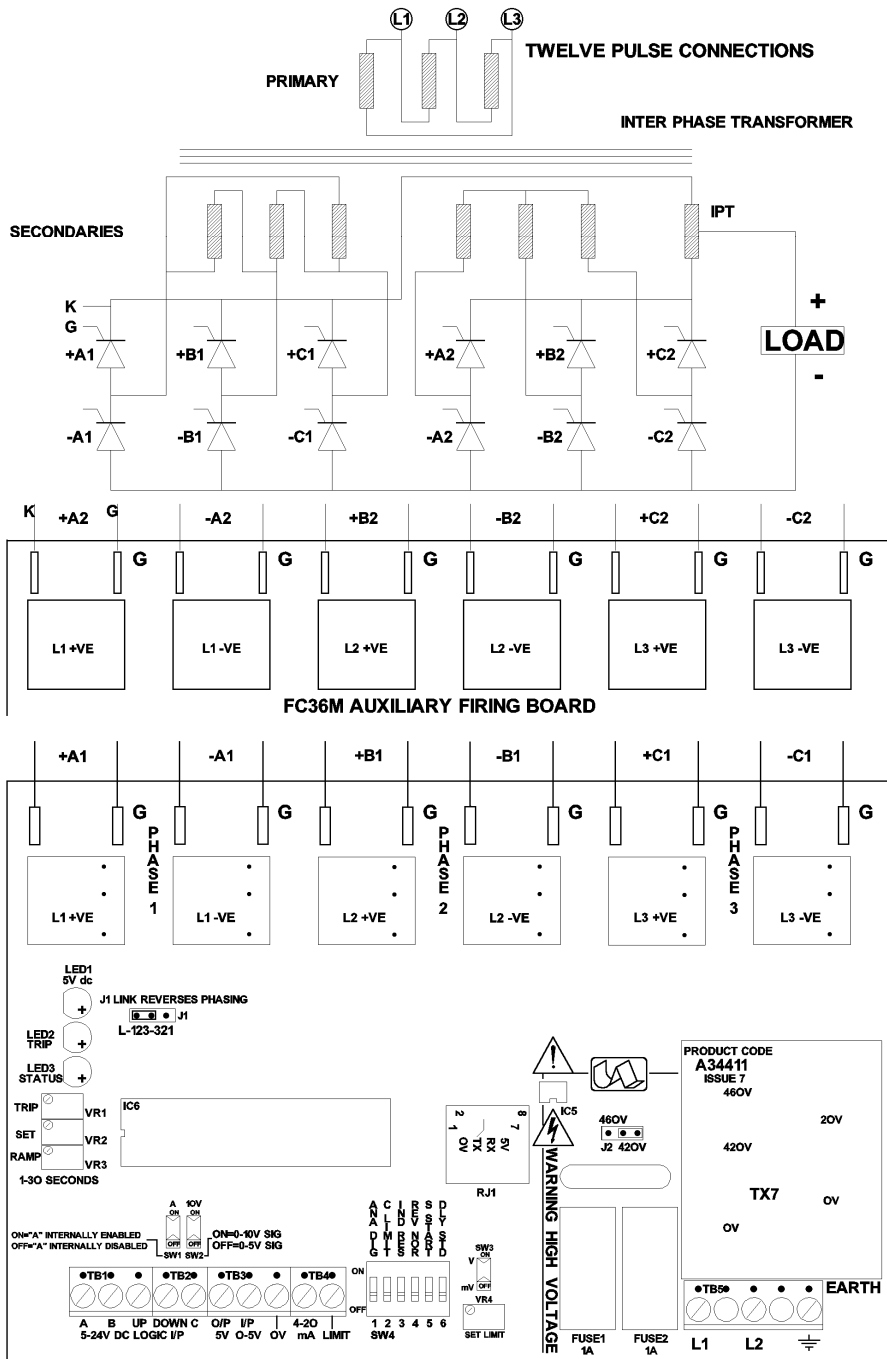 L1 L2 L3
TWELVE PULSE CONNECTIONS
PRIMARY
INTER PHASE TRANSFORMER
SECONDARIES
IPT
K
G
+A1 +B1 +C1 +A2 +B2 +C2
+
LOAD
-
-A1 -B1 -C1 -A2 -B2 -C2
K +A2 G -A2 +B2 -B2 +C2 -C2
G G G G G G
L1 +VE L1 -VE L2 +VE L2 -VE L3 +VE L3 -VE
FC36M AUXILIARY FIRING BOARD
+A1 -A1 +B1 -B1 +C1 -C1
G G G G G G
PHASE 1
PHASE 2
PHASE 3
L1 +VE L1 -VE L2 +VE L2 -VE L3 +VE L3 -VE
LED1
5V dc
+
J1 LINK REVERSES PHASING
J1
L-123-321
LED2
TRIP
+
LED3
STATUS
+
TRIP VR1
SET VR2
RAMP VR3
1-30 SECONDS
IC6
2 8
1 7
0V TX RX 5V
RJ1
IC5
WARNING HIGH VOLTAGE
460V
J2 420V
PRODUCT CODE
A34411
ISSUE 7
460V
20V
420V
TX7
0V
0V
A 10V
ON ON
OFF OFF
SW1 SW2
ON="A" INTERNALLY ENABLED
OFF="A" INTERNALLY DISABLED
ON=0-10V SIG
OFF=0-5V SIG
ANA DIG
C LIMIT
IND RES
REV NOR
S START
DLY STD
ON
OFF
1 2 3 4 5 6
SW4
SW3
ON
V
mV
OFF
VR4
SET LIMIT
TB1 TB2 TB3 TB4
A B UP DOWN C O/P I/P 4-20
5-24V DC LOGIC I/P 5V 0-5V 0V mA LIMIT
FUSE1
1A
FUSE2
1A
TB5
EARTH
L1 L2